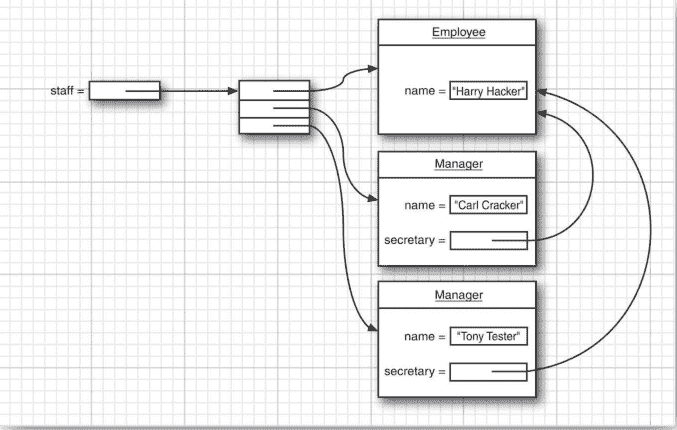 Employee
staff =
name = "Harry Hacker"
Manager
name = "Carl Cracker"
secretary =
Manager
name = "Tony Tester"
secretary =